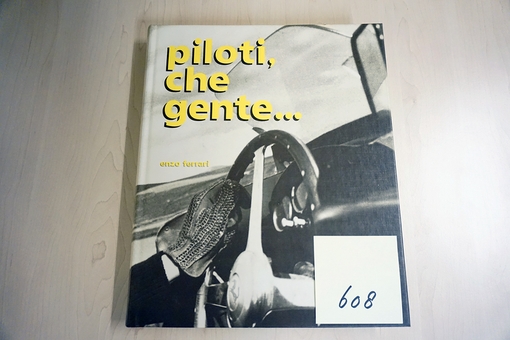 piloti,
che
gente...
enzo ferrari
608